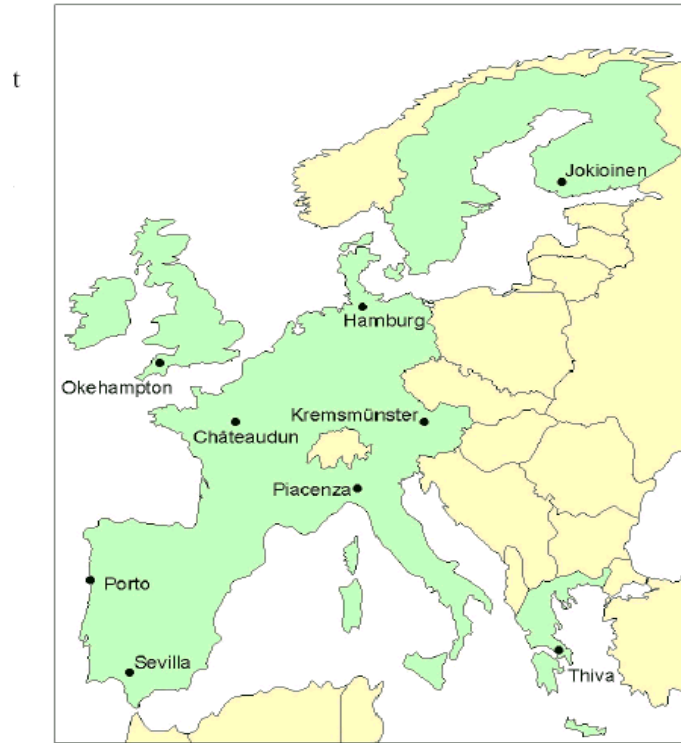 t
Jokioinen
Hamburg
Okehampton
Châteaudun
Kremsmünster
Piacenza
Porto
Sevilla
Thiva